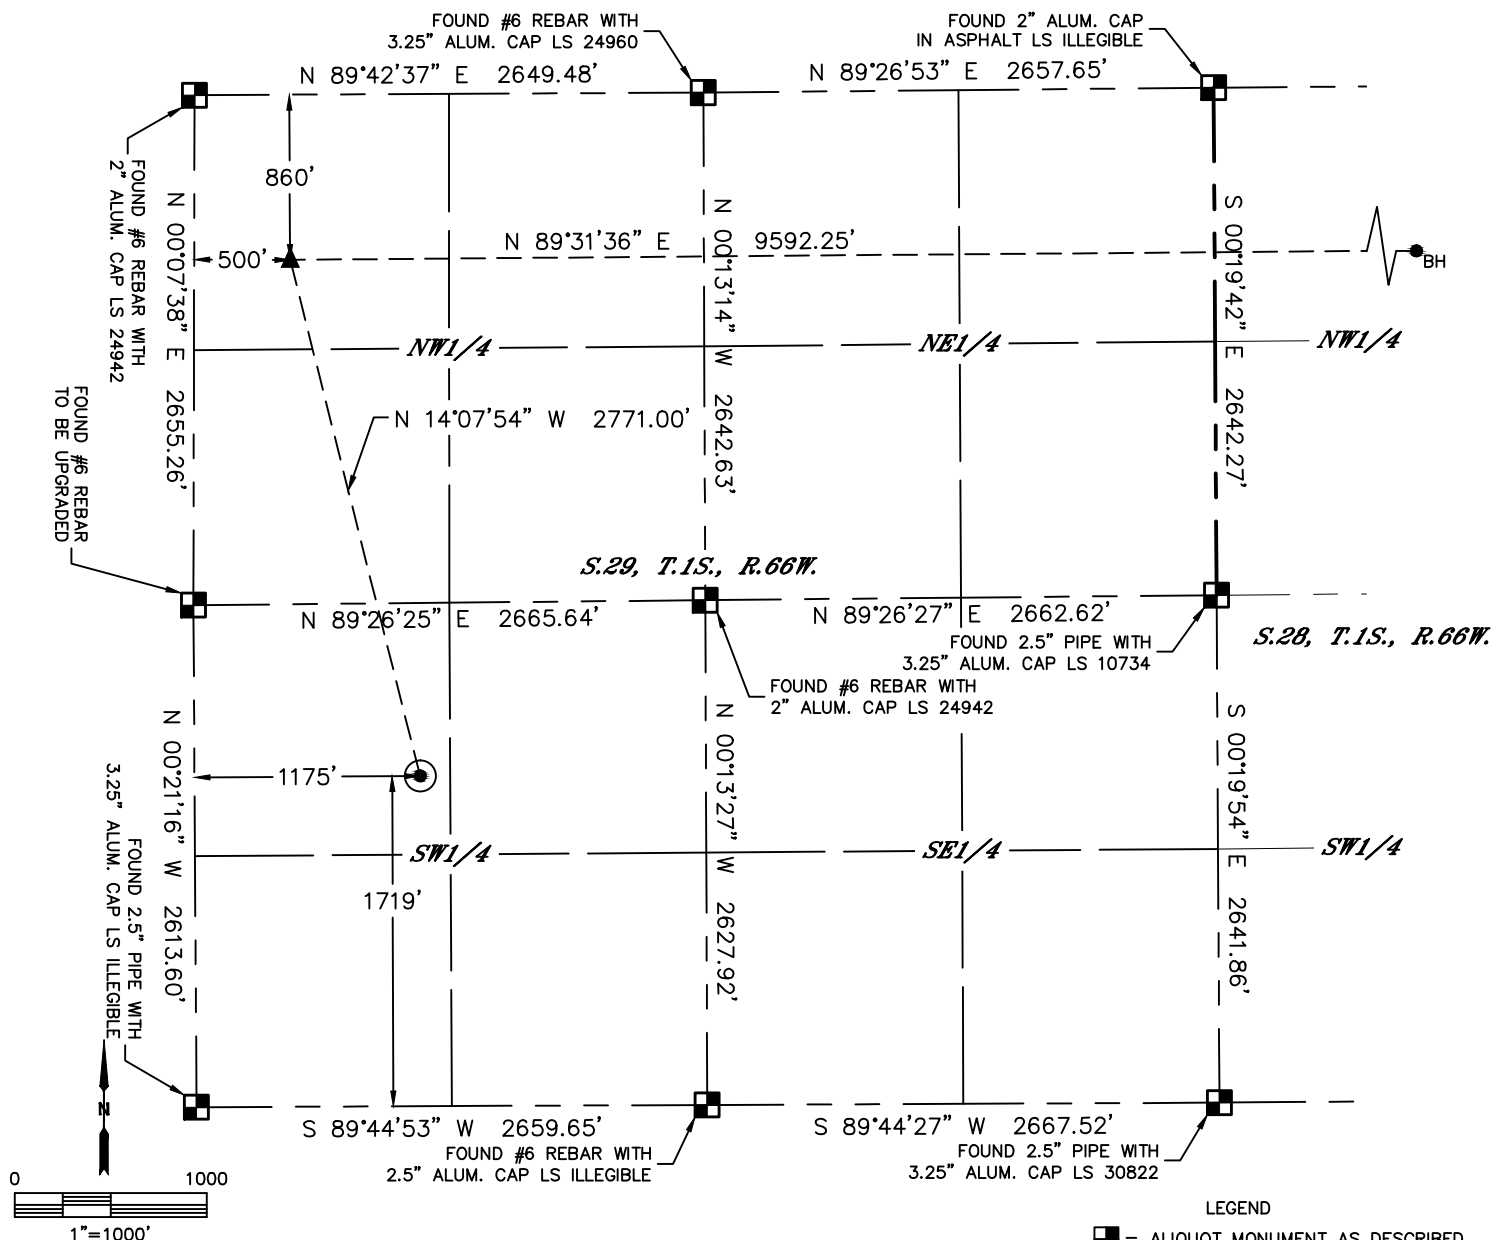 FOUND #6 REBAR WITH
3.25" ALUM. CAP LS 24960
FOUND 2" ALUM. CAP
IN ASPHALT LS ILLEGIBLE
N 89°42'37" E 2649.48'
N 89°26'53" E 2657.65'
FOUND #6 REBAR WITH
2" ALUM. CAP LS 24942
860'
N 00°07'38" E 2655.26'
N 00°13'14" W 2642.63'
S 00°19'42" E 2642.27'
500'
N 89°31'36" E 9592.25'
BH
NW1/4
NE1/4
NW1/4
FOUND #6 REBAR
TO BE UPGRADED
N 14°07'54" W 2771.00'
S.29, T.1S., R.66W.
N 89°26'25" E 2665.64'
N 89°26'27" E 2662.62'
S.28, T.1S., R.66W.
FOUND 2.5" PIPE WITH
3.25" ALUM. CAP LS 10734
FOUND #6 REBAR WITH
2" ALUM. CAP LS 24942
N 00°21'16" W 2613.60'
N 00°13'27" W 2627.92'
S 00°19'54" E 2641.86'
1175'
FOUND 2.5" PIPE WITH
3.25" ALUM. CAP LS ILLEGIBLE
SW1/4
SE1/4
SW1/4
1719'
N
S 89°44'53" W 2659.65'
S 89°44'27" W 2667.52'
FOUND #6 REBAR WITH
2.5" ALUM. CAP LS ILLEGIBLE
FOUND 2.5" PIPE WITH
3.25" ALUM. CAP LS 30822
0 1000
1"=1000'
LEGEND
= ALIQUOT MONUMENT AS DESCRIBED